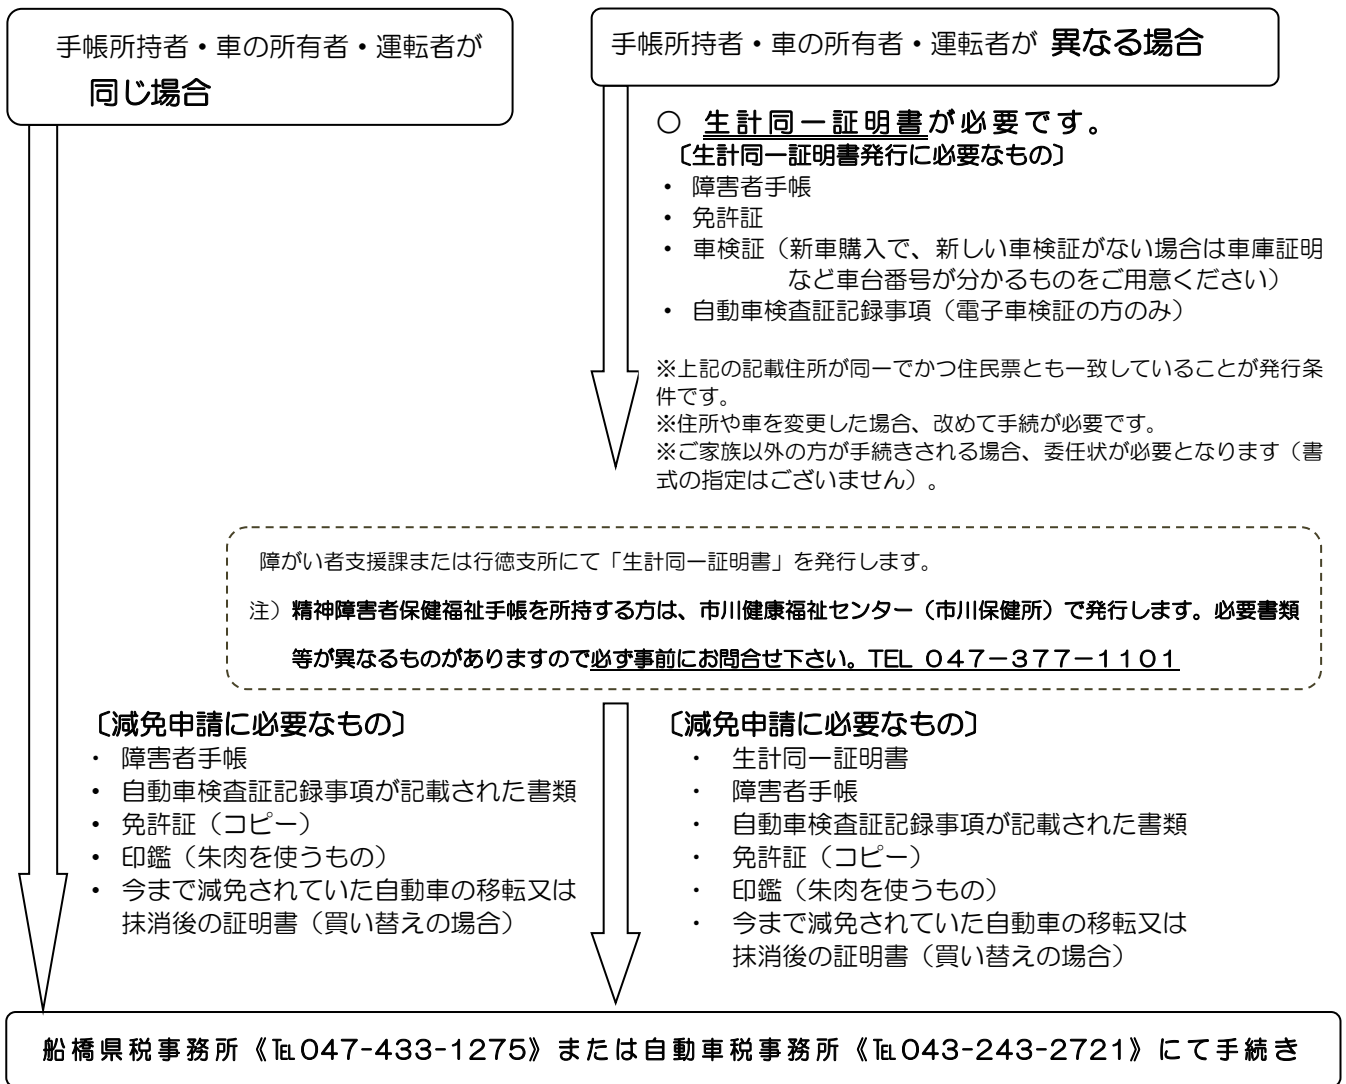 手帳所持者・車の所有者・運転者が
同じ場合
手帳所持者・車の所有者・運転者が 異なる場合
○ 生計同一証明書が必要です。
〔生計同一証明書発行に必要なもの〕
・ 障害者手帳
・ 免許証
・ 車検証（新車購入で、新しい車検証がない場合は車庫証明
など車台番号が分かるものをご用意ください）
・ 自動車検査証記録事項（電子車検証の方のみ）
※上記の記載住所が同一でかつ住民票とも一致していることが発行条
件です。
※住所や車を変更した場合、改めて手続が必要です。
※ご家族以外の方が手続きされる場合、委任状が必要となります（書
式の指定はございません）。
障がい者支援課または行徳支所にて「生計同一証明書」を発行します。
注）精神障害者保健福祉手帳を所持する方は、市川健康福祉センター（市川保健所）で発行します。必要書類
等が異なるものがありますので必ず事前にお問合せ下さい。TEL ０４７－３７７－１１０１
〔減免申請に必要なもの〕
・ 障害者手帳
・ 自動車検査証記録事項が記載された書類
・ 免許証（コピー）
・ 印鑑（朱肉を使うもの）
・ 今まで減免されていた自動車の移転又は
抹消後の証明書（買い替えの場合）
〔減免申請に必要なもの〕
・ 生計同一証明書
・ 障害者手帳
・ 自動車検査証記録事項が記載された書類
・ 免許証（コピー）
・ 印鑑（朱肉を使うもの）
・ 今まで減免されていた自動車の移転又は
抹消後の証明書（買い替えの場合）
船橋県税事務所《℡047-433-1275》または自動車税事務所《℡043-243-2721》にて手続き